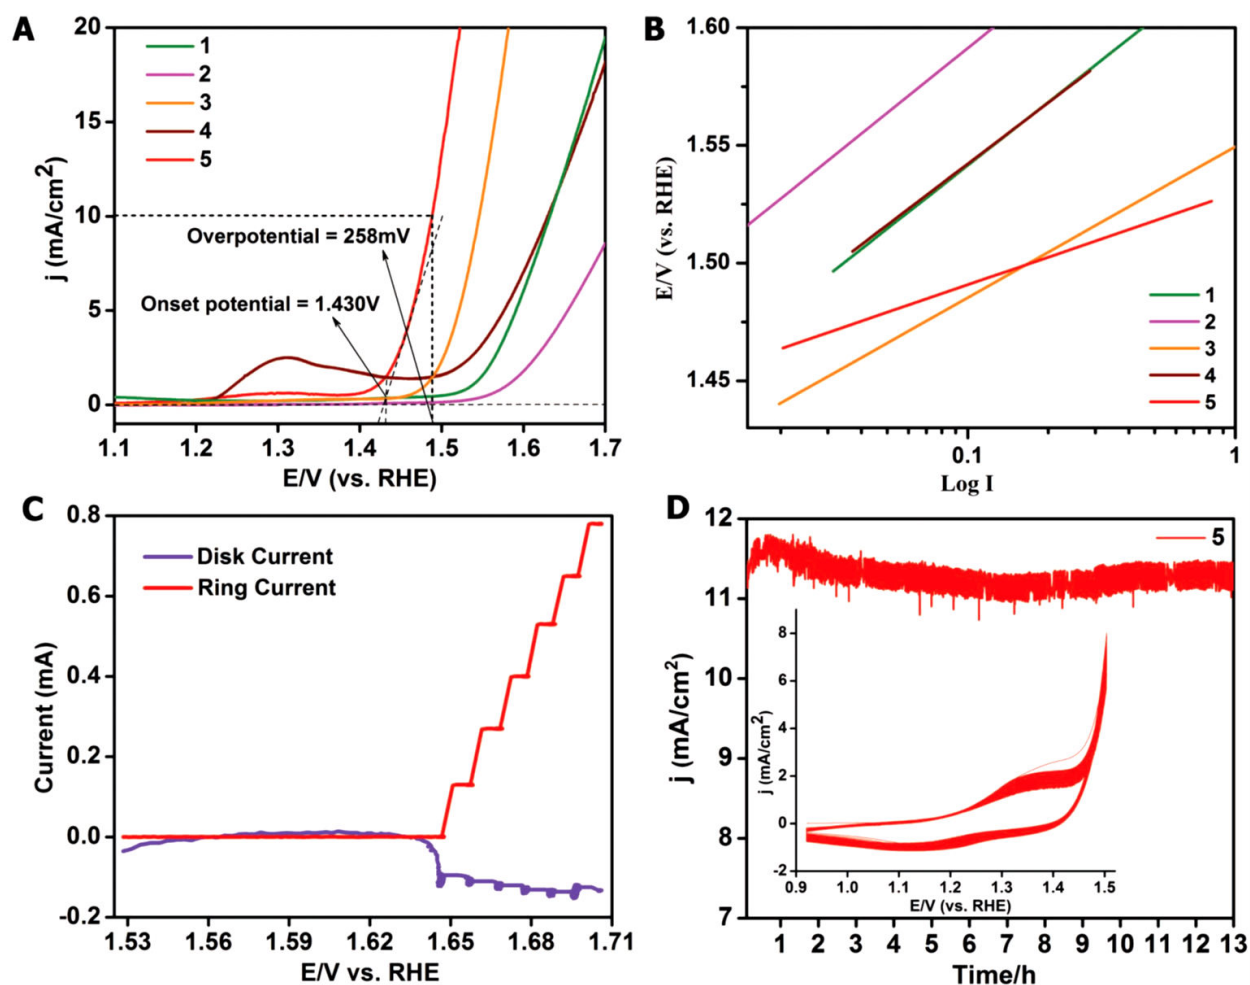 A
20
15
10
5
0
j (mA/cm²)
1
2
3
4
5
Overpotential = 258mV
Onset potential = 1.430V
1.1 1.2 1.3 1.4 1.5 1.6 1.7
E/V (vs. RHE)
B
1.60
1.55
1.50
1.45
E/V (vs. RHE)
1
2
3
4
5
0.1 1
Log I
C
0.8
0.6
0.4
0.2
0.0
-0.2
Current (mA)
Disk Current
Ring Current
1.53 1.56 1.59 1.62 1.65 1.68 1.71
E/V vs. RHE
D
12
11
10
9
8
7
j (mA/cm²)
5
8
6
4
2
0
-2
j (mA/cm²)
0.9 1.0 1.1 1.2 1.3 1.4 1.5
E/V (vs. RHE)
1 2 3 4 5 6 7 8 9 10 11 12 13
Time/h